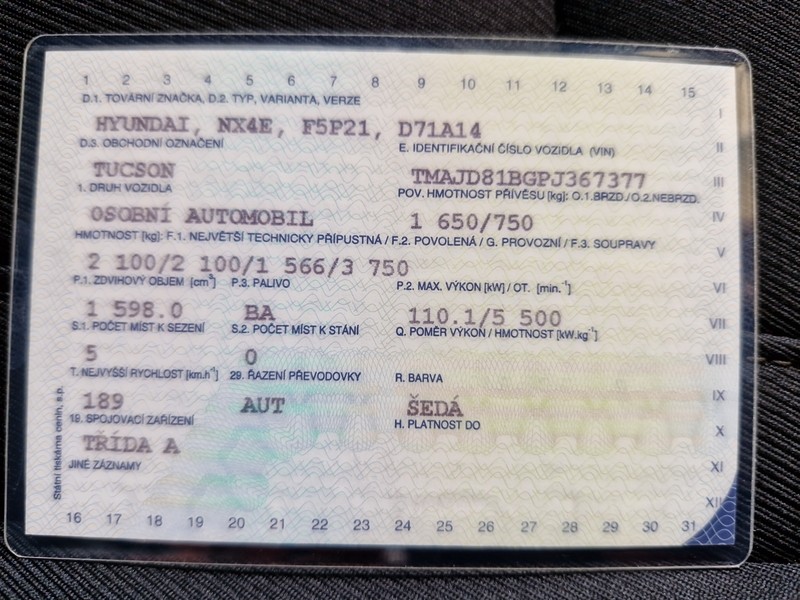 1 2 3 4 5 6 7 8 9 10 11 12 13 14 15
D.1. TOVÁRNÍ ZNAČKA, D.2. TYP, VARIANTA, VERZE
I
HYUNDAI, NX4E, F5P21, D71A14
D.3. OBCHODNÍ OZNAČENÍ E. IDENTIFIKAČNÍ ČÍSLO VOZIDLA (VIN)
II
TUCSON TMAJD81BGPJ367377
III
1. DRUH VOZIDLA POV. HMOTNOST PŘÍVĚSU [kg]: O.1.BRZD./O.2.NEBRZD.
OSOBNÍ AUTOMOBIL 1 650/750
IV
HMOTNOST [kg]: F.1. NEJVĚTŠÍ TECHNICKY PŘÍPUSTNÁ / F.2. POVOLENÁ / G. PROVOZNÍ / F.3. SOUPRAVY
V
2 100/2 100/1 566/3 750
P.1. ZDVIHOVÝ OBJEM [cm³] P.3. PALIVO P.2. MAX. VÝKON [kW] / OT. [min.⁻¹]
VI
1 598.0 BA 110.1/5 500
VII
S.1. POČET MÍST K SEZENÍ S.2. POČET MÍST K STÁNÍ Q. POMĚR VÝKON / HMOTNOST [kW.kg⁻¹]
5 0
VIII
T. NEJVYŠŠÍ RYCHLOST [km.h⁻¹] 29. ŘAZENÍ PŘEVODOVKY R. BARVA
189 AUT ŠEDÁ
IX
19. SPOJOVACÍ ZAŘÍZENÍ H. PLATNOST DO
X
TŘÍDA A
JINÉ ZÁZNAMY
XI
XII
16 17 18 19 20 21 22 23 24 25 26 27 28 29 30 31
Státní tiskárna cenin, s.p.